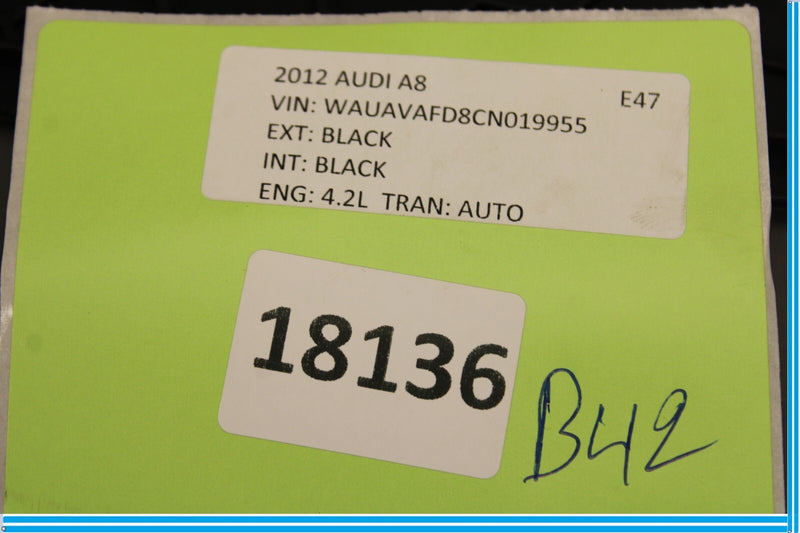 2012 AUDI A8
E47
VIN: WAUAVAFD8CN019955
EXT: BLACK
INT: BLACK
ENG: 4.2L TRAN: AUTO
18136
B42